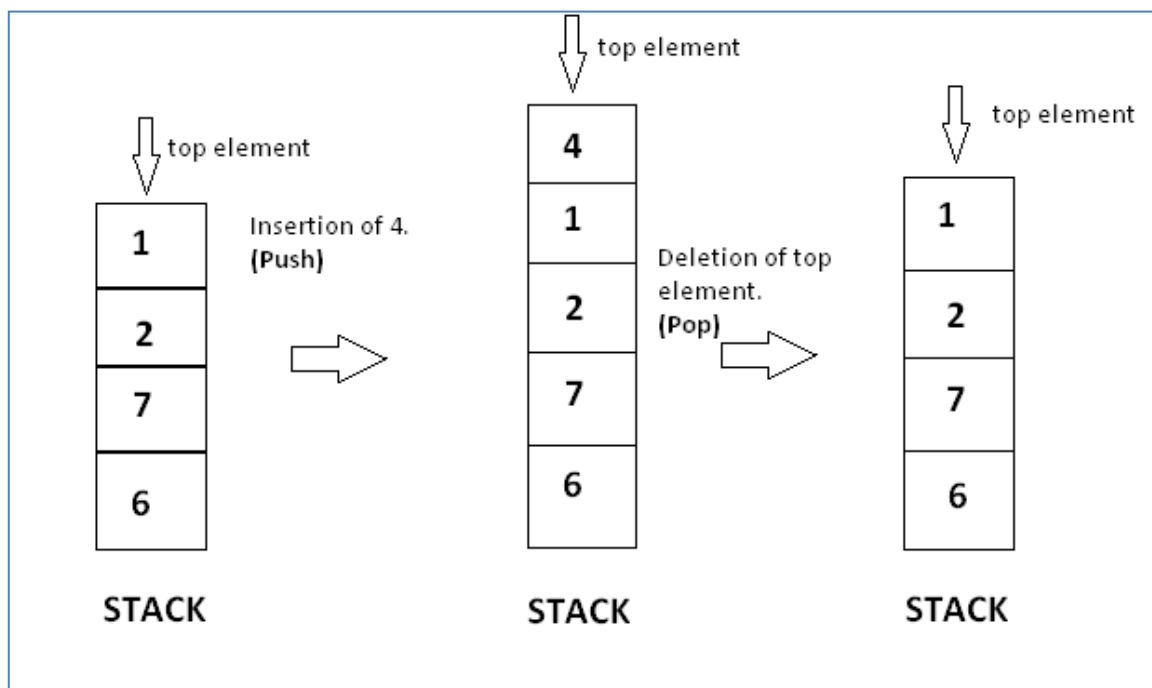 top element
1
2
7
6
STACK
Insertion of 4.
(Push)
top element
4
1
2
7
6
STACK
Deletion of top
element.
(Pop)
top element
1
2
7
6
STACK